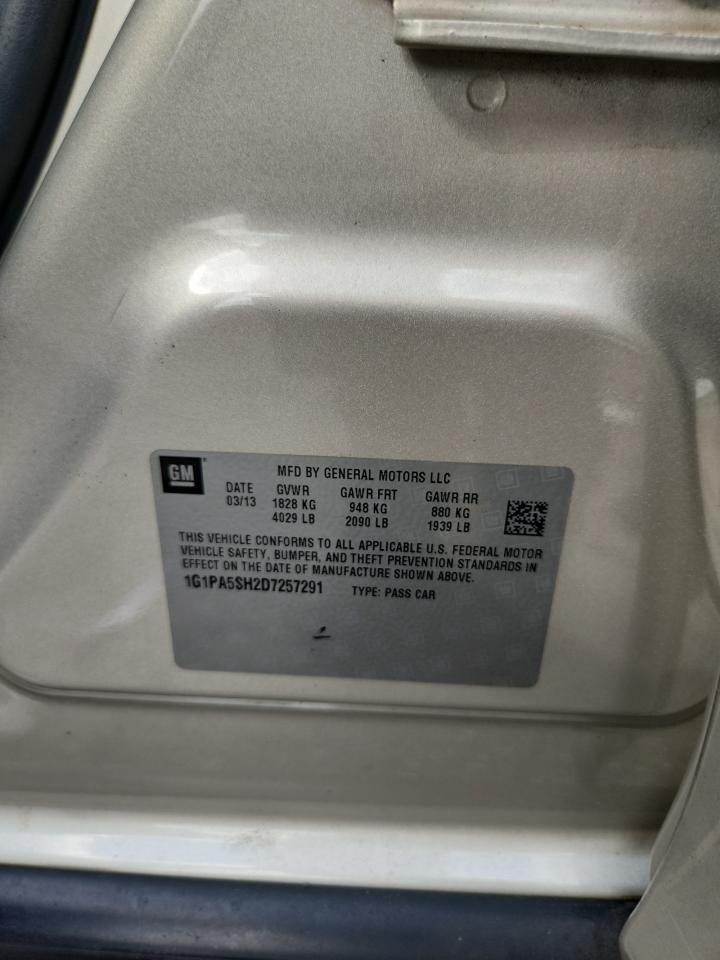 GM
MFD BY GENERAL MOTORS LLC
DATE GVWR GAWR FRT GAWR RR
03/13 1828 KG 948 KG 880 KG
4029 LB 2090 LB 1939 LB
THIS VEHICLE CONFORMS TO ALL APPLICABLE U.S. FEDERAL MOTOR
VEHICLE SAFETY, BUMPER, AND THEFT PREVENTION STANDARDS IN
EFFECT ON THE DATE OF MANUFACTURE SHOWN ABOVE.
1G1PA5SH2D7257291 TYPE: PASS CAR